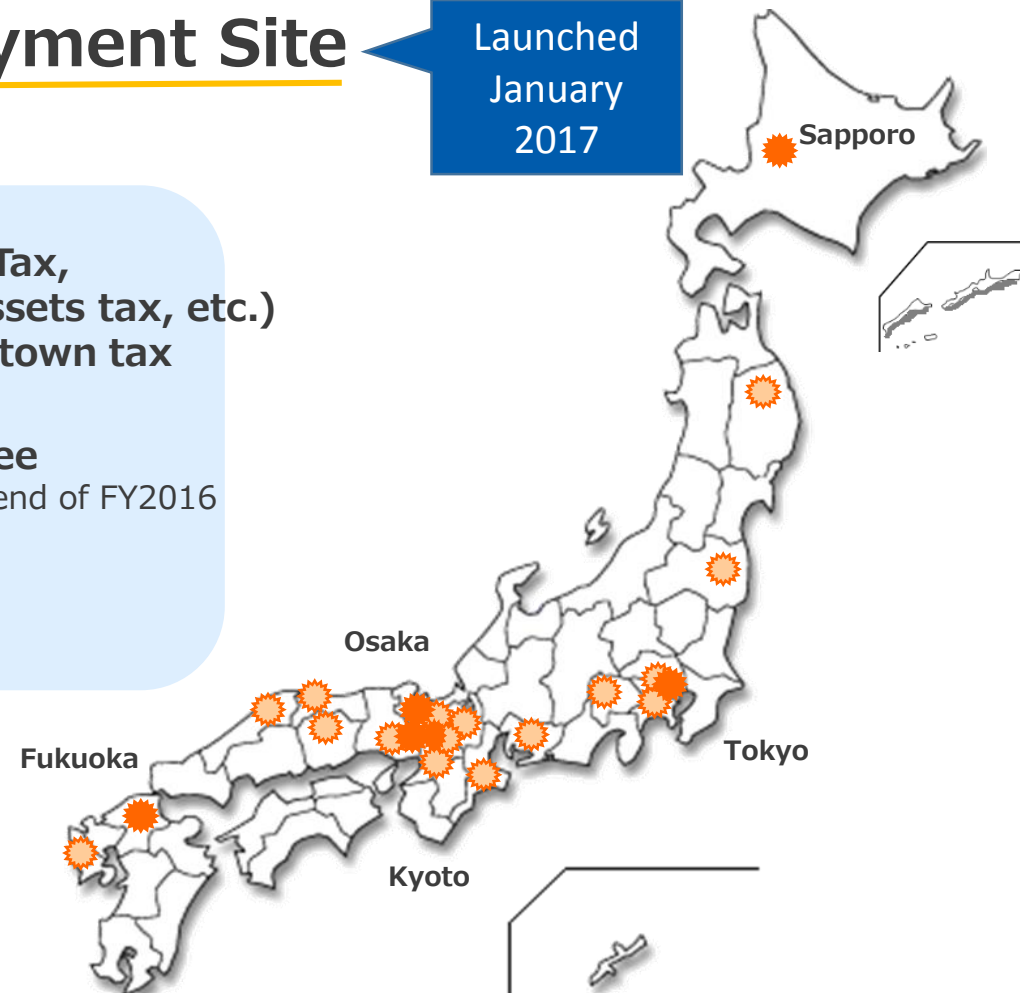 yment Site
Launched
January
2017
Sapporo
Tax,
ssets tax, etc.)
town tax
ee
end of FY2016
Osaka
Fukuoka
Tokyo
Kyoto